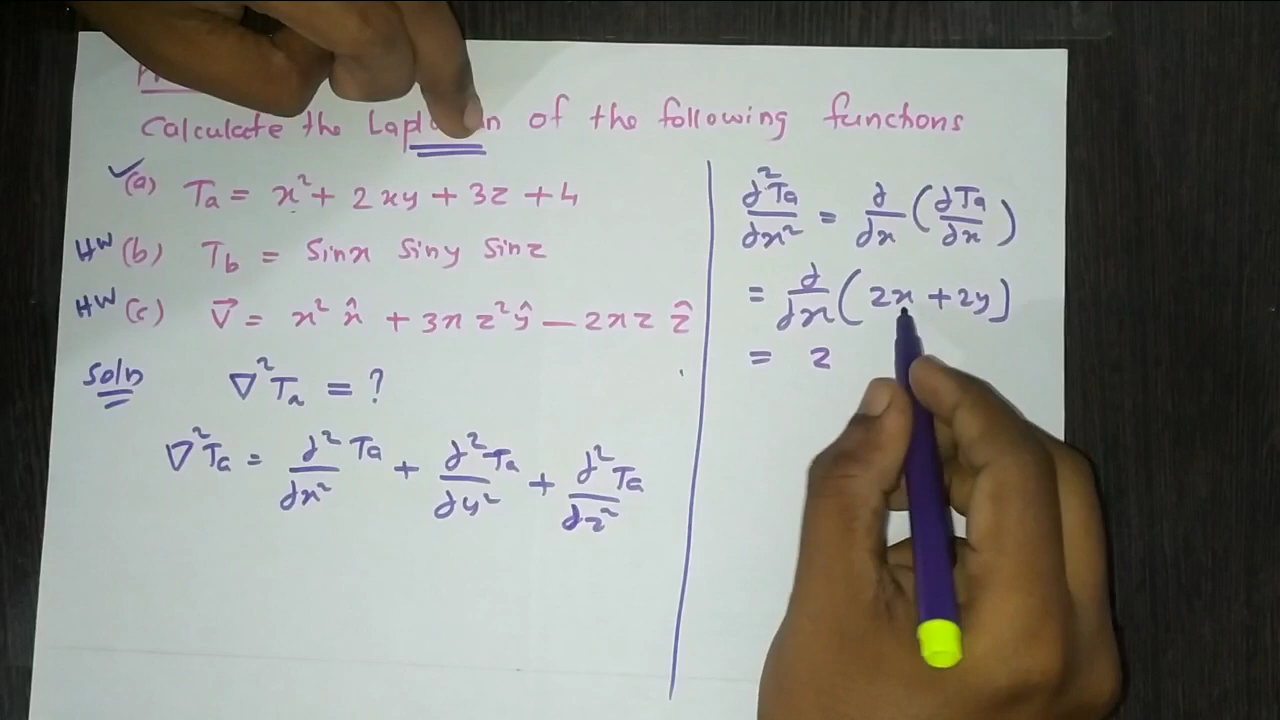 Calculate the Laplacian of the following functions
✓(a) Ta = x² + 2xy + 3z + 4
HW (b) Tb = Sinx Siny Sinz
HW (c) v⃗ = x² x̂ + 3xz² ŷ − 2xz ẑ
Soln ∇²Ta = ?
∇²Ta = ∂²Ta/∂x² + ∂²Ta/∂y² + ∂²Ta/∂z²
∂²Ta/∂x² = ∂/∂x (∂Ta/∂x)
= ∂/∂x (2x + 2y]
= 2